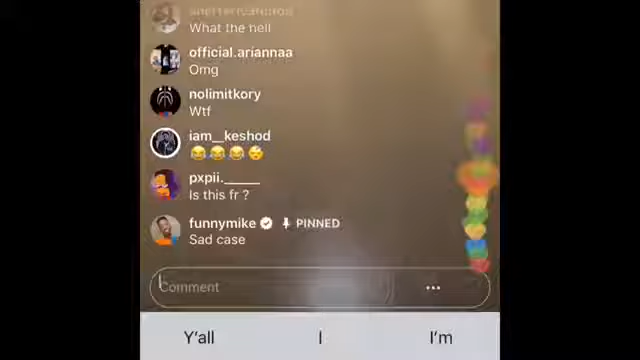 What the hell
official.ariannaa
Omg
nolimitkory
Wtf
iam__keshod
😂😂😂😴
pxpii._____
Is this fr ?
funnymike PINNED
Sad case
Comment
Y'all I I'm